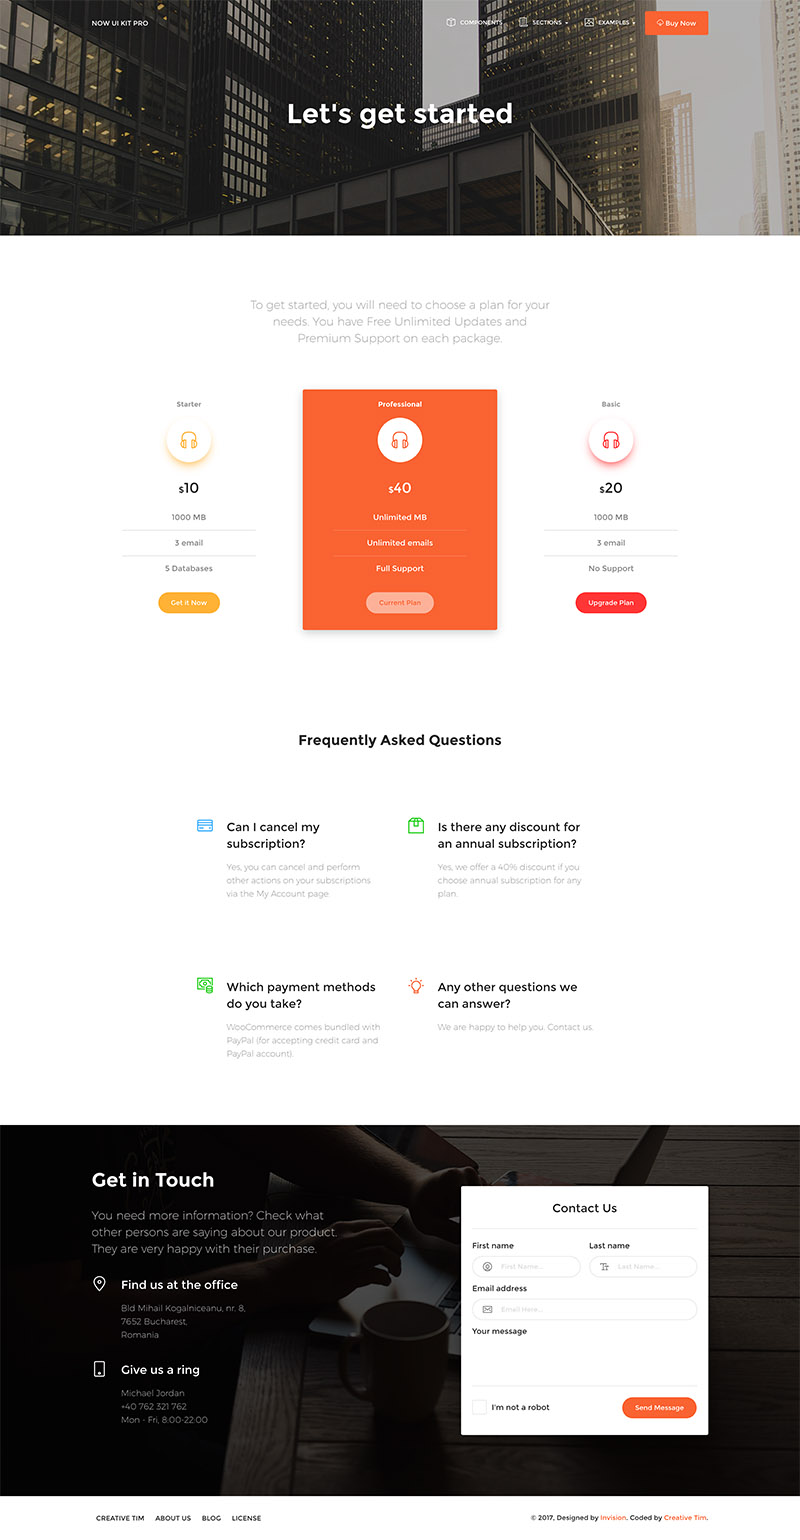 NOW UI KIT PRO
COMPONENTS SECTIONS EXAMPLES Buy Now
Let's get started
To get started, you will need to choose a plan for your
needs. You have Free Unlimited Updates and
Premium Support on each package.
Starter
$10
1000 MB
3 email
5 Databases
Get it Now
Professional
$40
Unlimited MB
Unlimited emails
Full Support
Current Plan
Basic
$20
1000 MB
3 email
No Support
Upgrade Plan
Frequently Asked Questions
Can I cancel my
subscription?
Yes, you can cancel and perform
other actions on your subscriptions
via the My Account page.
Is there any discount for
an annual subscription?
Yes, we offer a 40% discount if you
choose annual subscription for any
plan.
Which payment methods
do you take?
WooCommerce comes bundled with
PayPal (for accepting credit card and
PayPal account).
Any other questions we
can answer?
We are happy to help you. Contact us.
Get in Touch
You need more information? Check what
other persons are saying about our product.
They are very happy with their purchase.
Find us at the office
Bld Mihail Kogalniceanu, nr. 8,
7652 Bucharest,
Romania
Give us a ring
Michael Jordan
+40 762 321 762
Mon - Fri, 8:00-22:00
Contact Us
First name
First Name...
Last name
Last Name...
Email address
Email Here...
Your message
I'm not a robot
Send Message
CREATIVE TIM ABOUT US BLOG LICENSE
© 2017, Designed by Invision. Coded by Creative Tim.